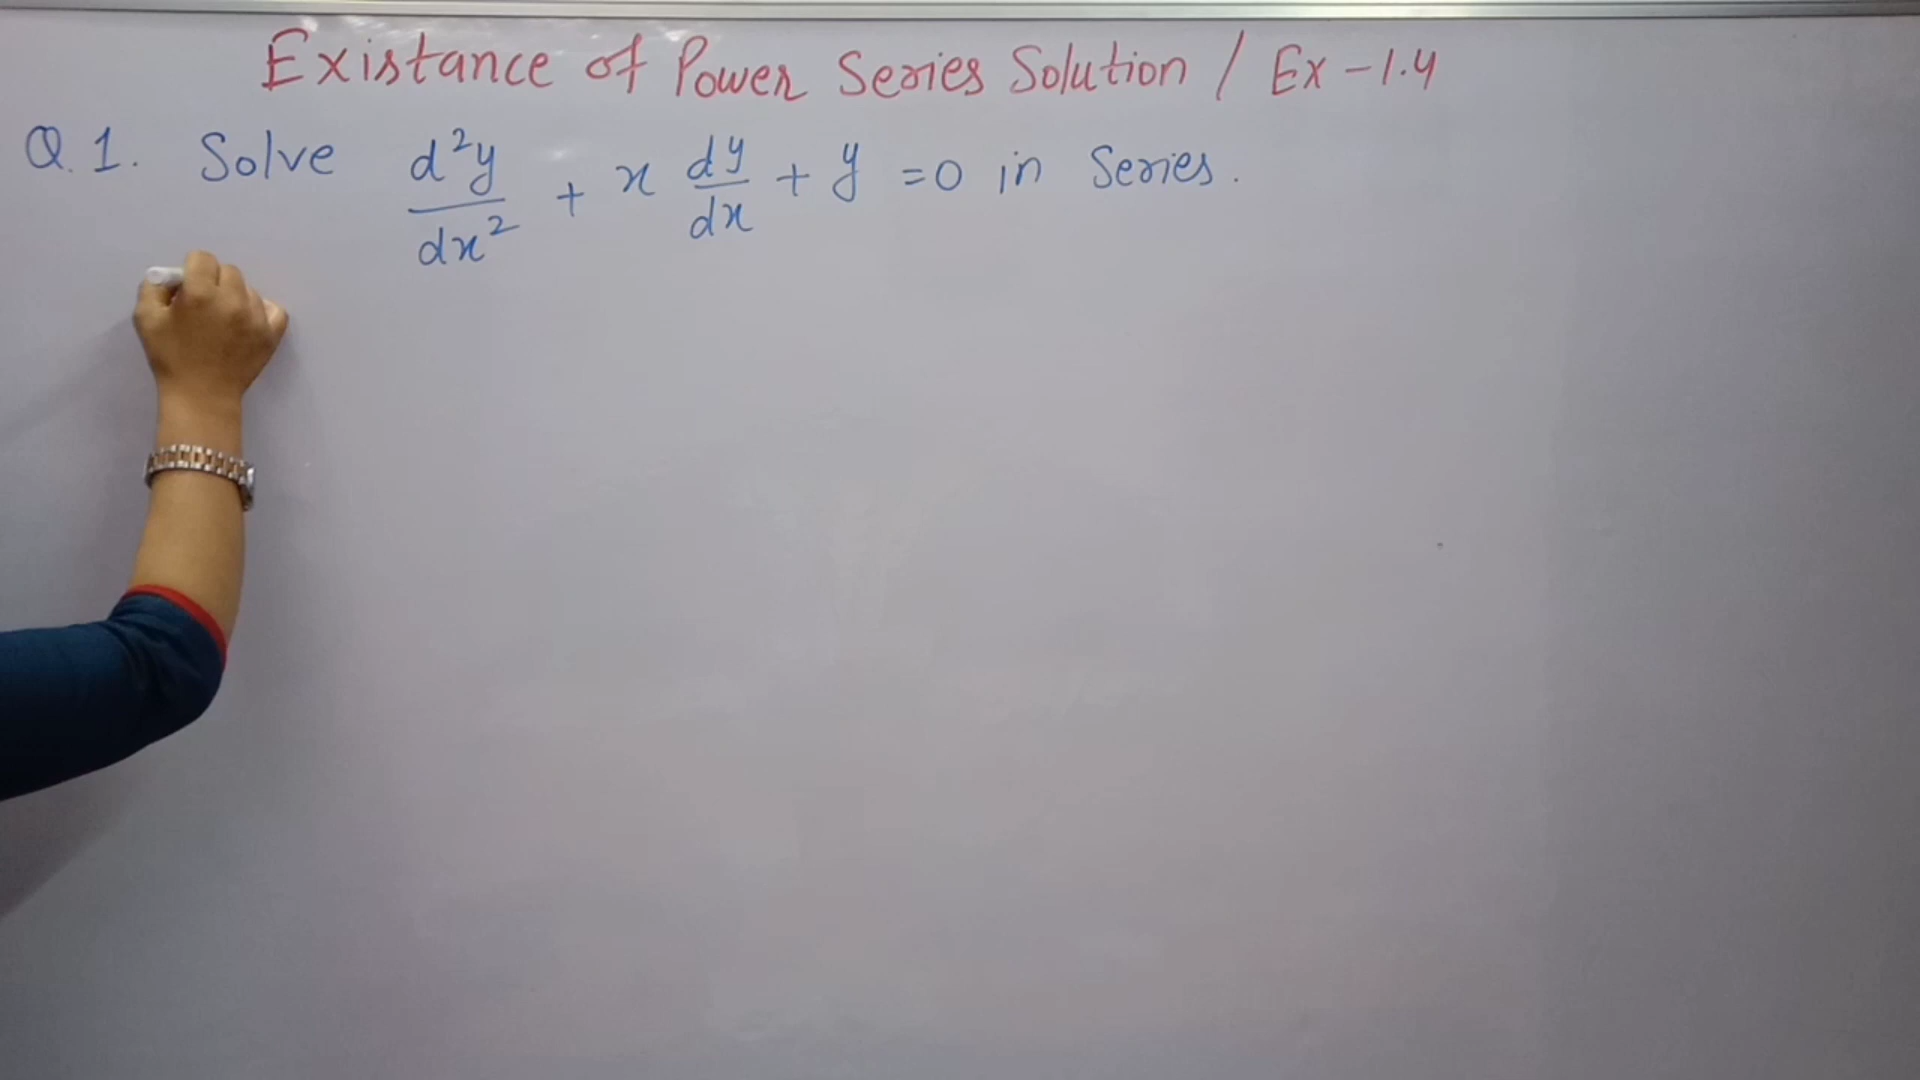 Existance of Power Series Solution / Ex - 1.4
Q. 1. Solve d²y/dx² + x dy/dx + y = 0 in Series.